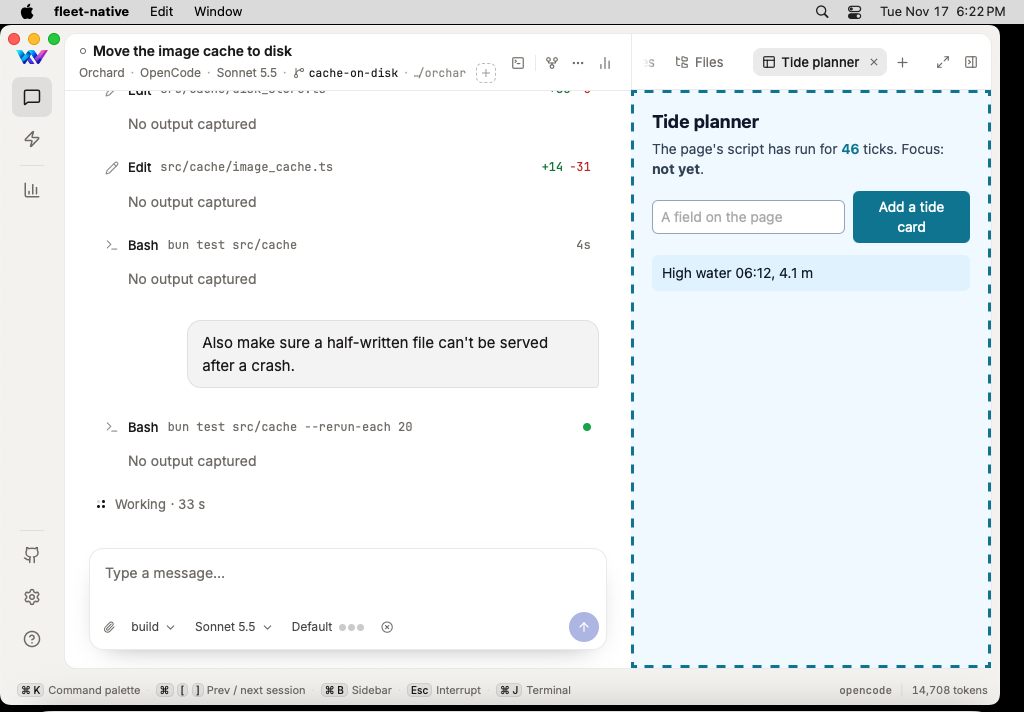 fleet-native Edit Window
Tue Nov 17 6:22 PM
Move the image cache to disk
Orchard · OpenCode · Sonnet 5.5 · cache-on-disk · ../orchar
es Files Tide planner
Edit src/cache/disk_store.ts
No output captured
Edit src/cache/image_cache.ts +14 -31
No output captured
Bash bun test src/cache 4s
No output captured
Also make sure a half-written file can't be served
after a crash.
Bash bun test src/cache --rerun-each 20
No output captured
Working · 33 s
Type a message...
build Sonnet 5.5 Default
Tide planner
The page's script has run for 46 ticks. Focus:
not yet.
A field on the page
Add a tide
card
High water 06:12, 4.1 m
⌘ K Command palette · ⌘ [ ] Prev / next session · ⌘ B Sidebar · Esc Interrupt · ⌘ J Terminal
opencode 14,708 tokens